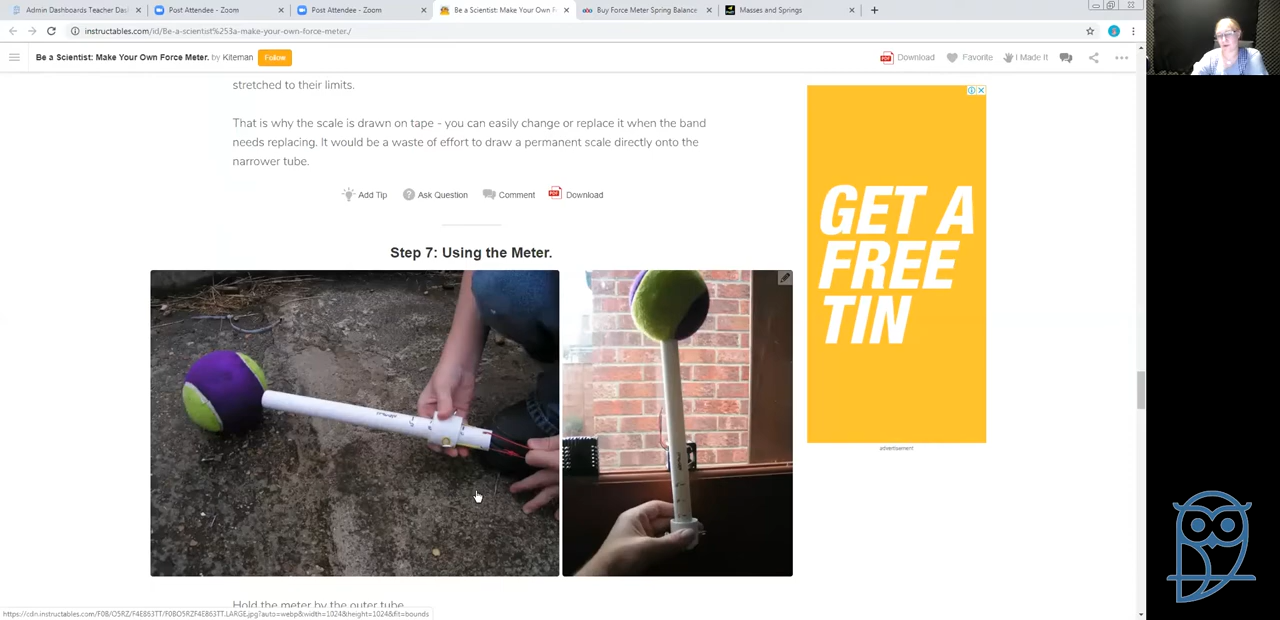 Admin Dashboards Teacher Das
Post Attendee - Zoom
Post Attendee - Zoom
Be a Scientist: Make Your Own F
Buy Force Meter Spring Balance
Masses and Springs
instructables.com/id/Be-a-scientist%253a-make-your-own-force-meter./
Be a Scientist: Make Your Own Force Meter. by Kiteman
Follow
Download
Favorite
I Made It
stretched to their limits.
That is why the scale is drawn on tape - you can easily change or replace it when the band
needs replacing. It would be a waste of effort to draw a permanent scale directly onto the
narrower tube.
Add Tip
Ask Question
Comment
Download
Step 7: Using the Meter.
GET A
FREE
TIN
advertisement
Hold the meter by the outer tube